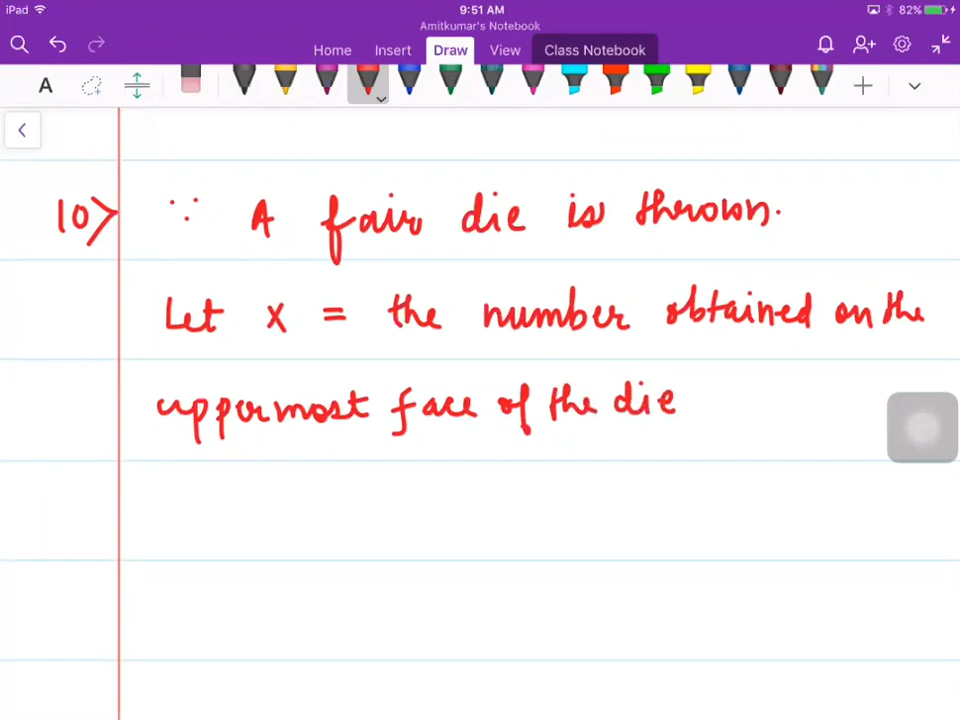 iPad 9:51 AM 82%
Amitkumar's Notebook
Home Insert Draw View Class Notebook
A
10> ∵ A fair die is thrown.
Let x = the number obtained on the
uppermost face of the die